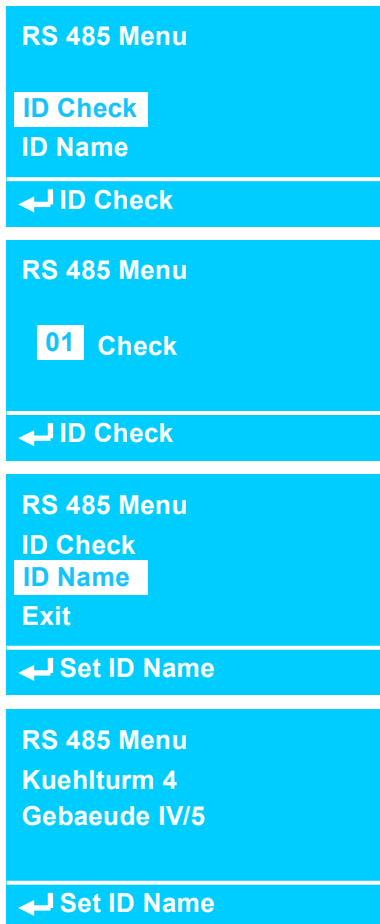 RS 485 Menu
ID Check
ID Name
ID Check
RS 485 Menu
01 Check
ID Check
RS 485 Menu
ID Check
ID Name
Exit
Set ID Name
RS 485 Menu
Kuehlturm 4
Gebaeude IV/5
Set ID Name